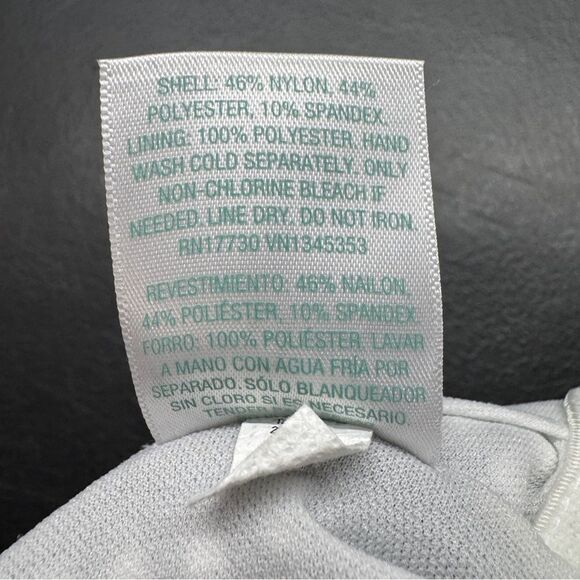 SHELL: 46% NYLON. 44%
POLYESTER. 10% SPANDEX.
LINING: 100% POLYESTER. HAND
WASH COLD SEPARATELY. ONLY
NON-CHLORINE BLEACH IF
NEEDED. LINE DRY. DO NOT IRON.
RN17730 VN1345353
REVESTIMIENTO: 46% NAILON.
44% POLIÉSTER. 10% SPANDEX
FORRO: 100% POLIÉSTER. LAVAR
A MANO CON AGUA FRÍA POR
SEPARADO. SÓLO BLANQUEADOR
SIN CLORO SI ES NECESARIO.
TENDER